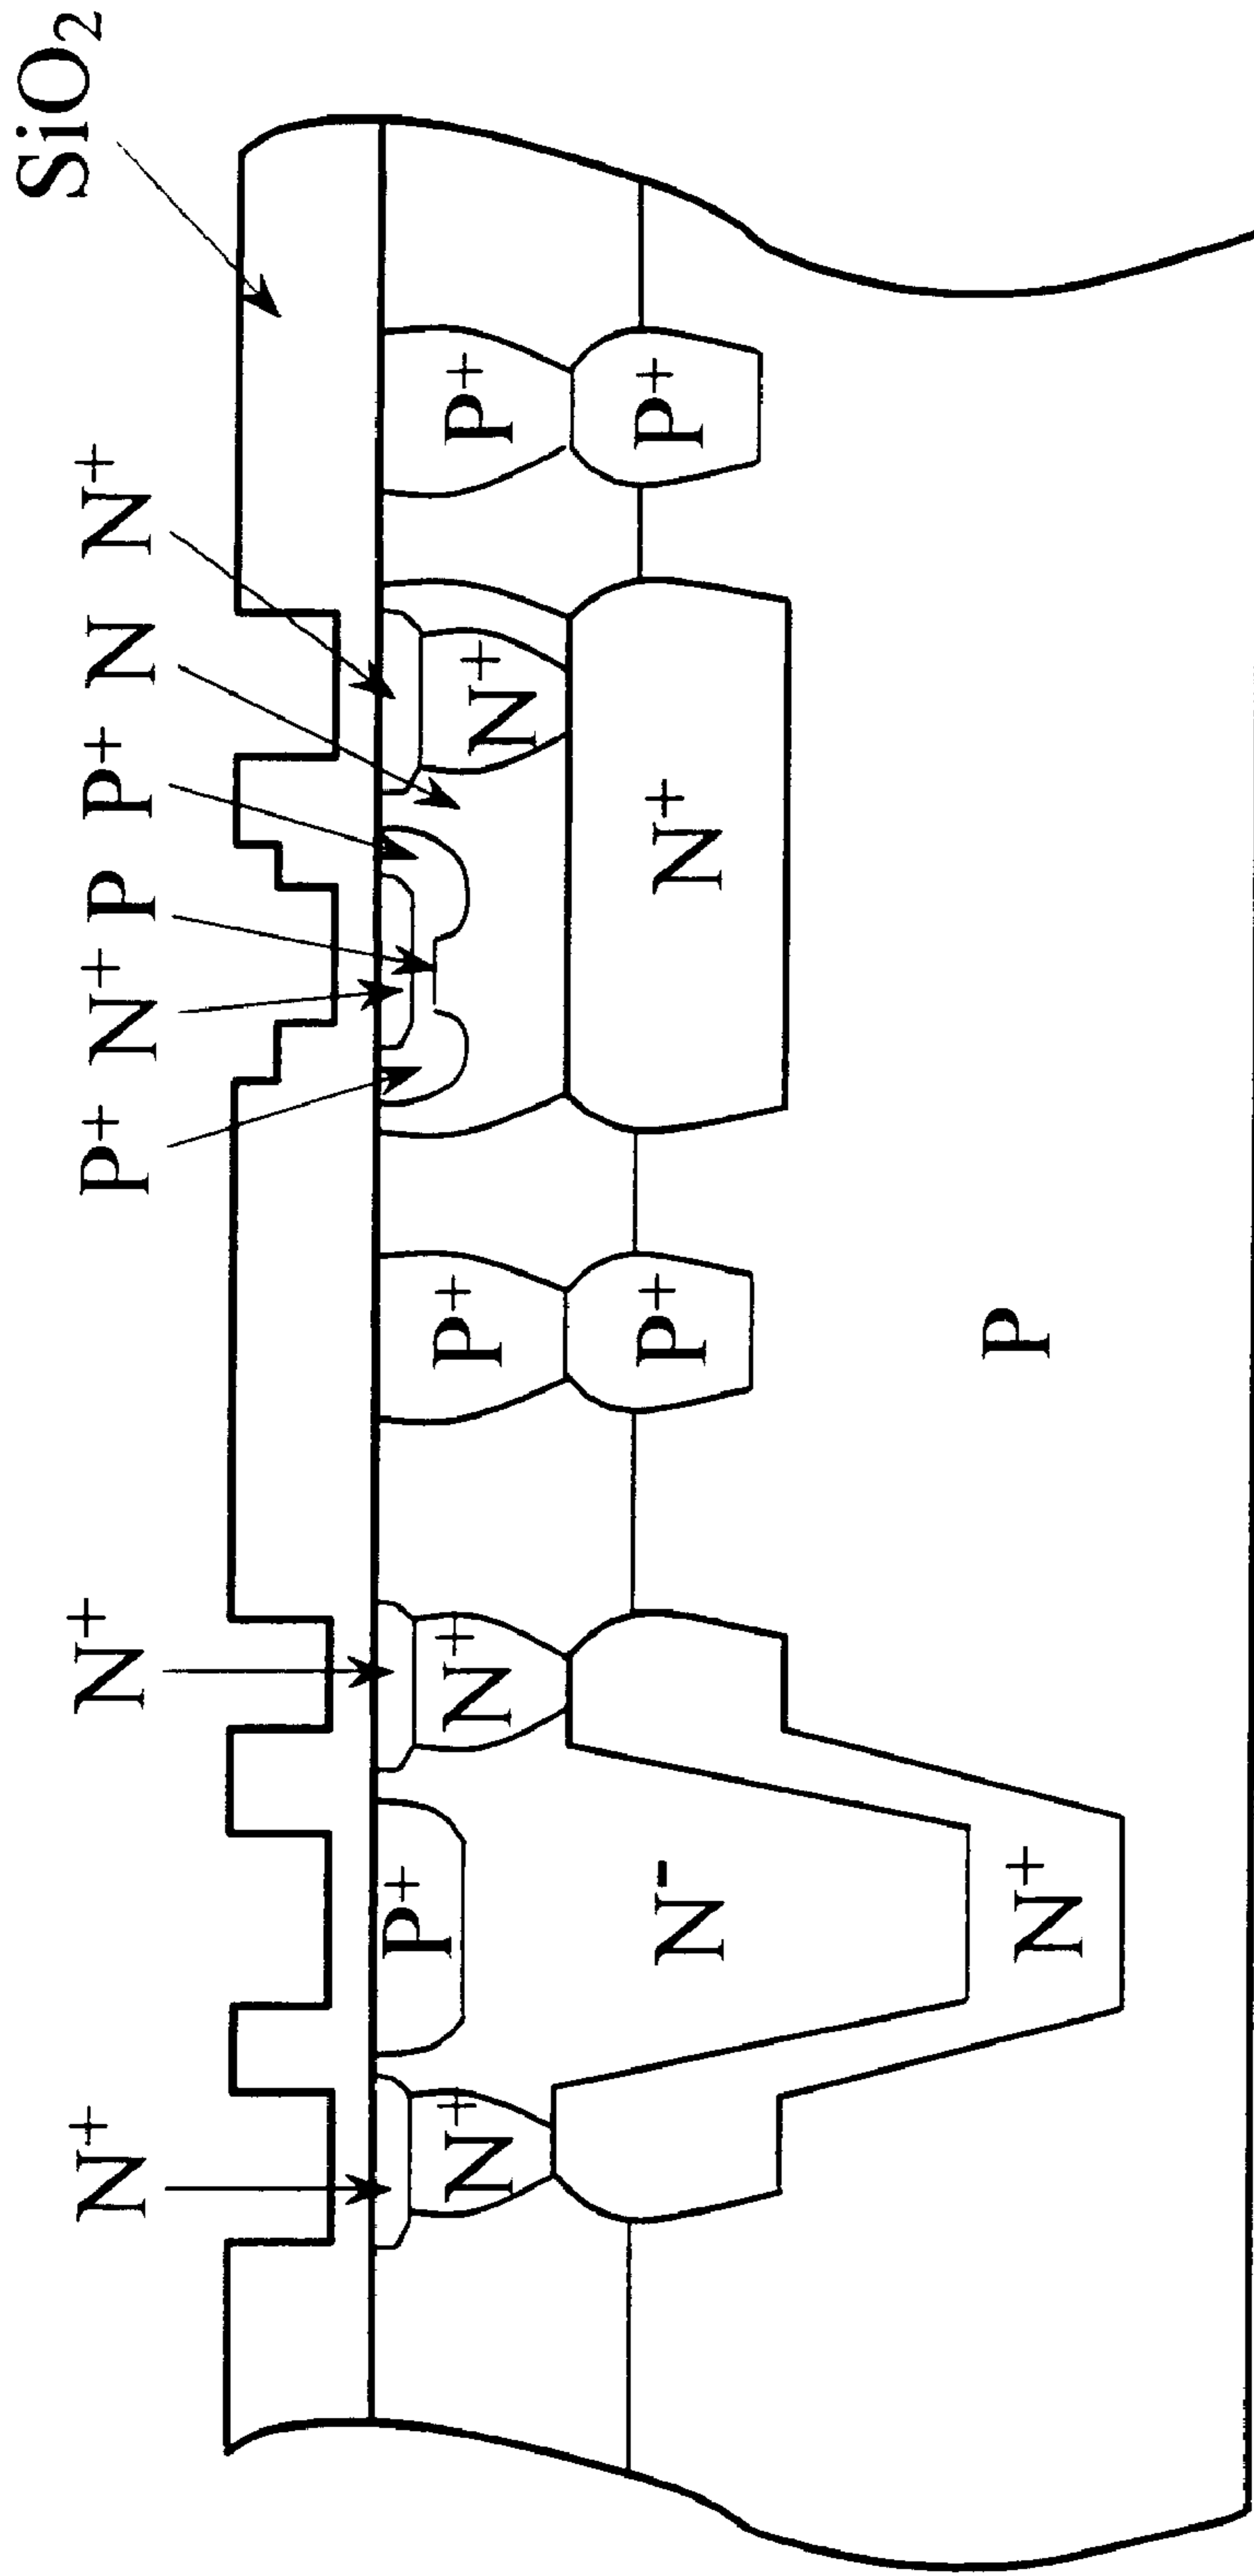 SiO₂
N⁺ N⁺ P⁺ N⁺ P P⁺ N N⁺
N⁺ P⁺ N⁺ P⁺ N⁺ P⁺
N⁻ P⁺ N⁺ P⁺
N⁺ P